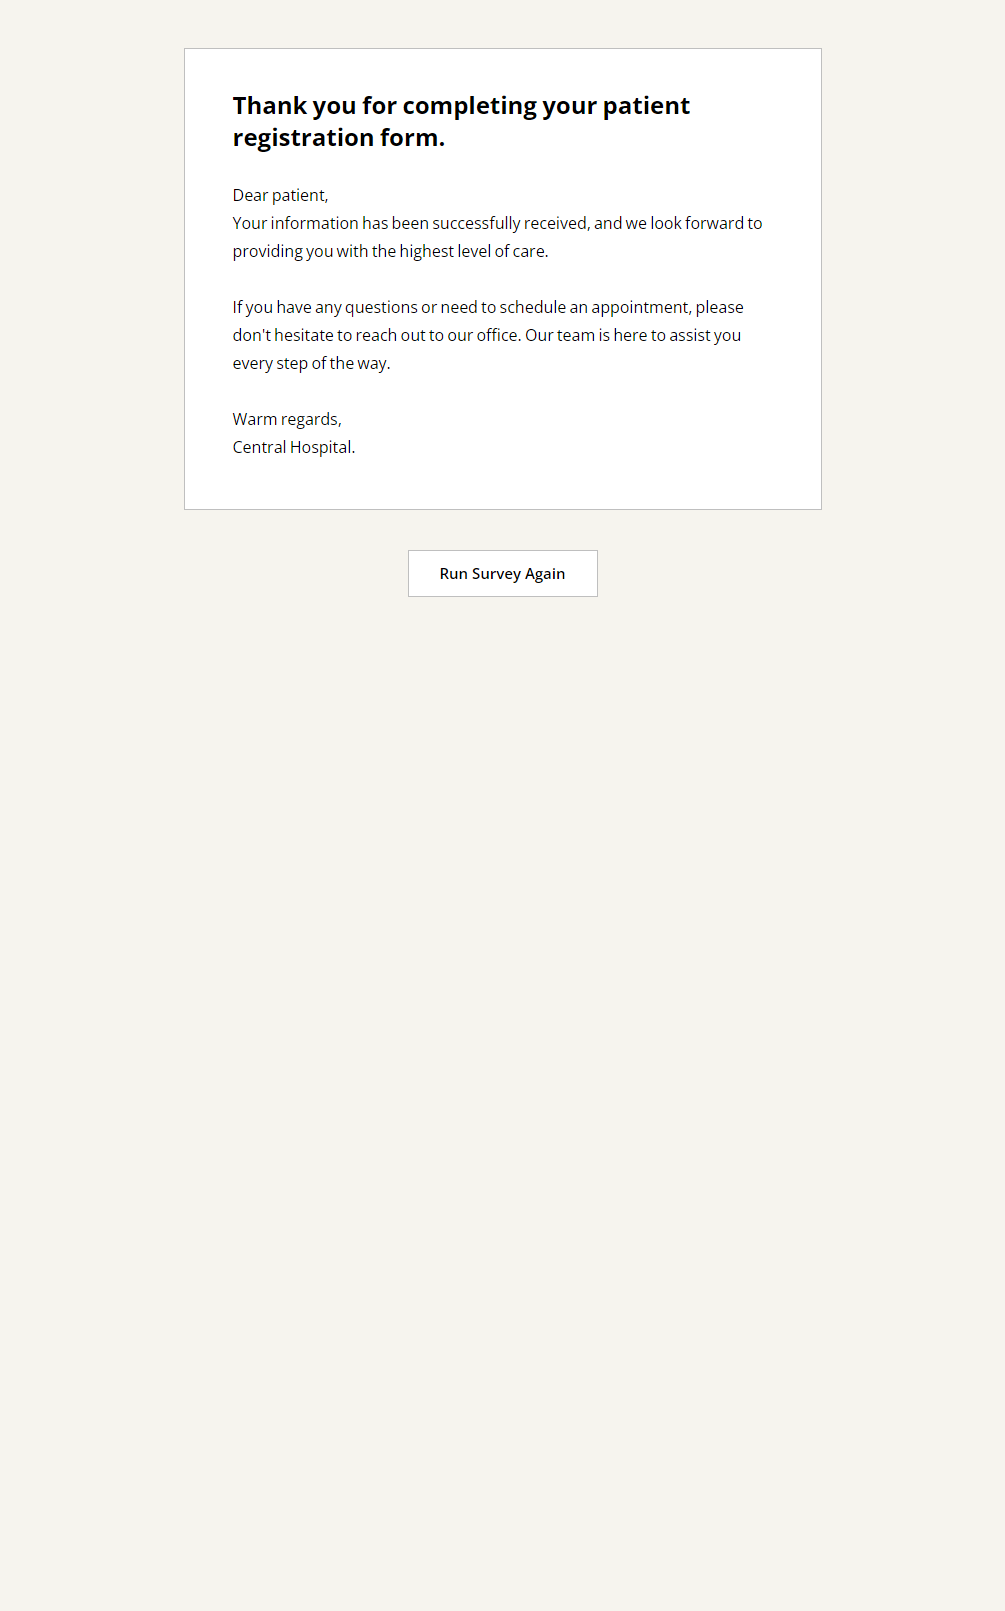 Thank you for completing your patient
registration form.
Dear patient,
Your information has been successfully received, and we look forward to
providing you with the highest level of care.
If you have any questions or need to schedule an appointment, please
don't hesitate to reach out to our office. Our team is here to assist you
every step of the way.
Warm regards,
Central Hospital.
Run Survey Again